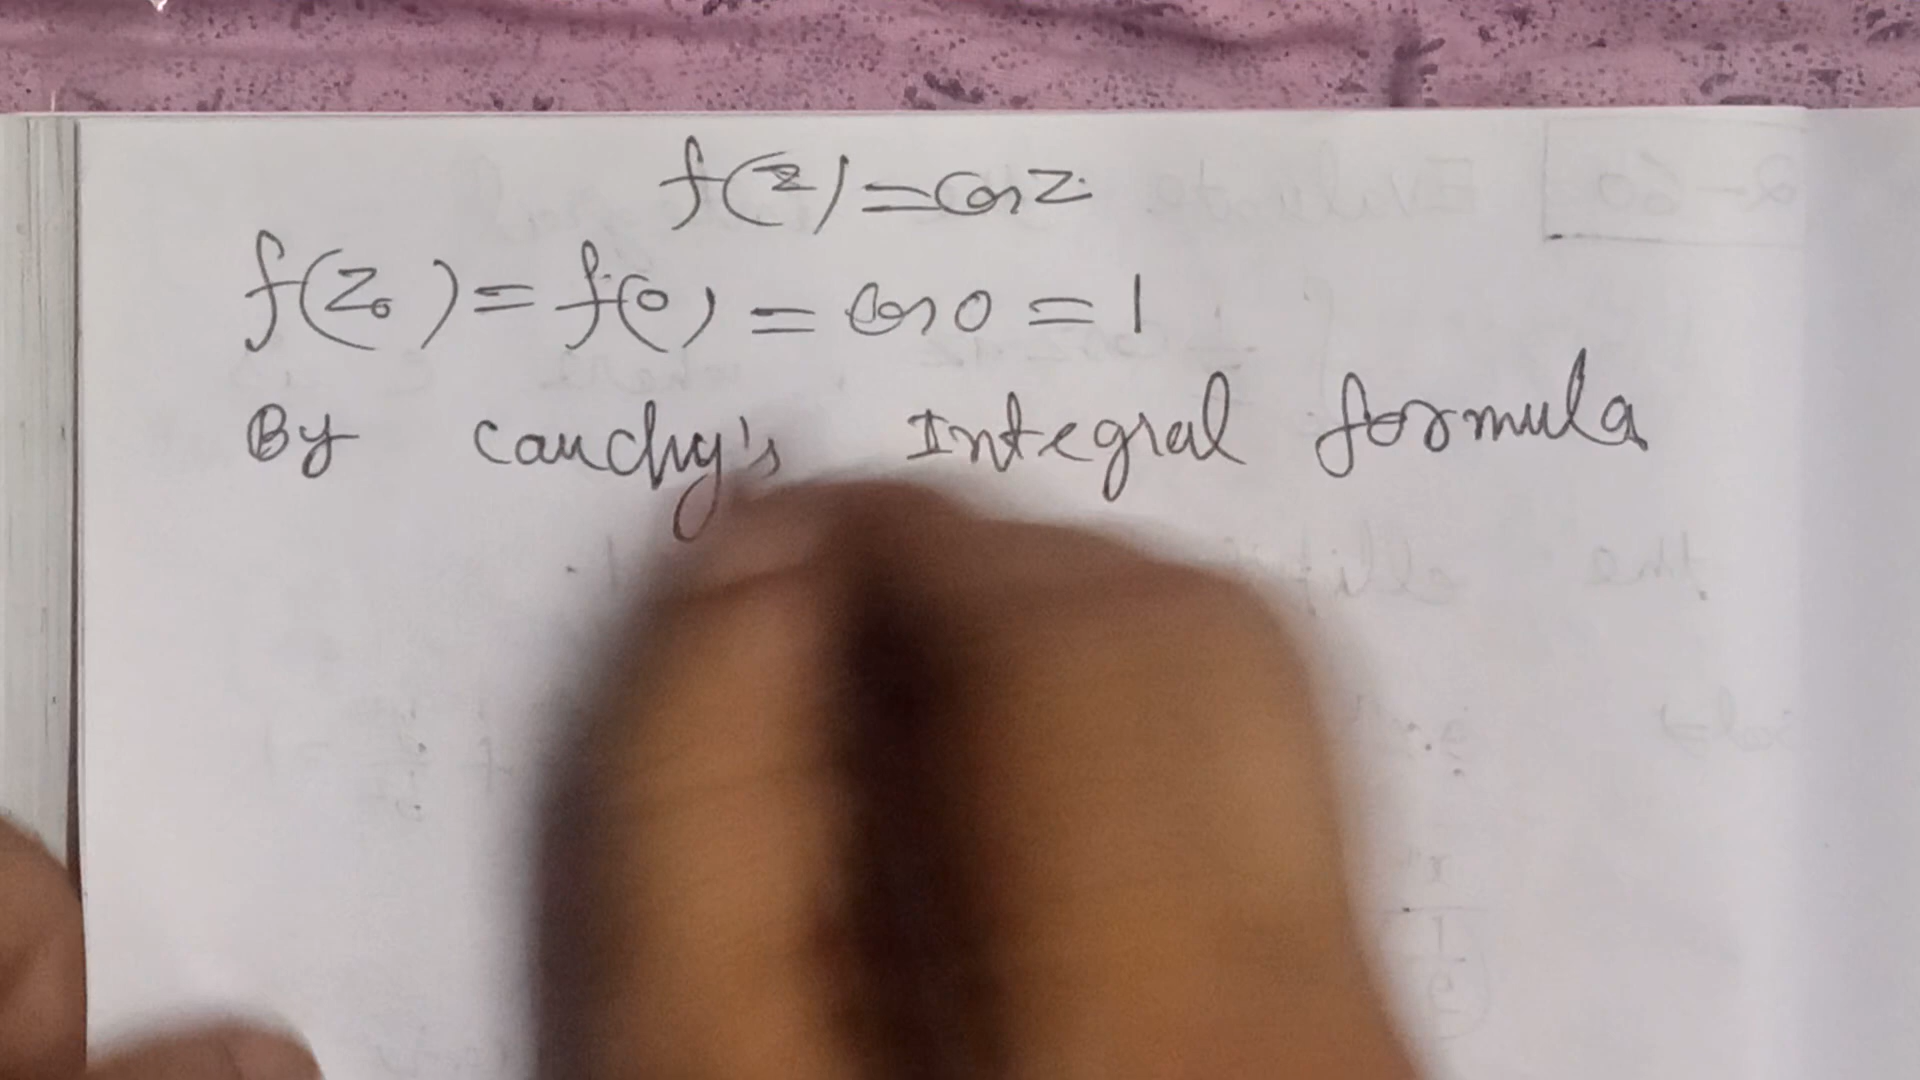 f(z) = cos z
f(z₀) = f(0) = cos 0 = 1
By cauchy's Integral formula